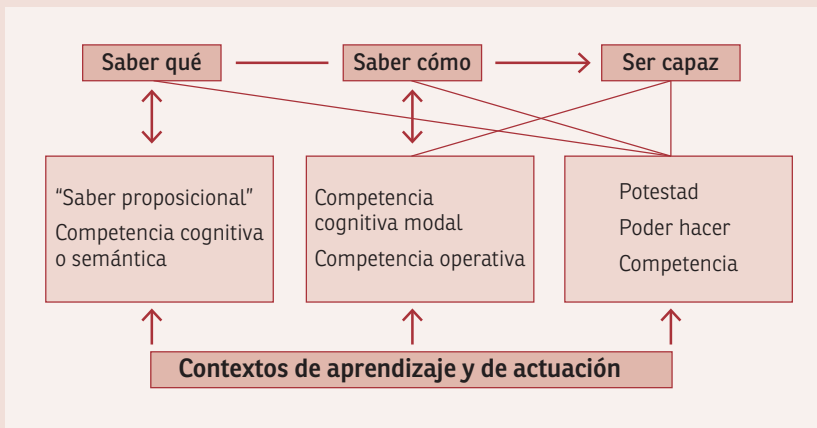 Saber qué
Saber cómo
Ser capaz
“Saber proposicional”
Competencia cognitiva
o semántica
Competencia
cognitiva modal
Competencia operativa
Potestad
Poder hacer
Competencia
Contextos de aprendizaje y de actuación